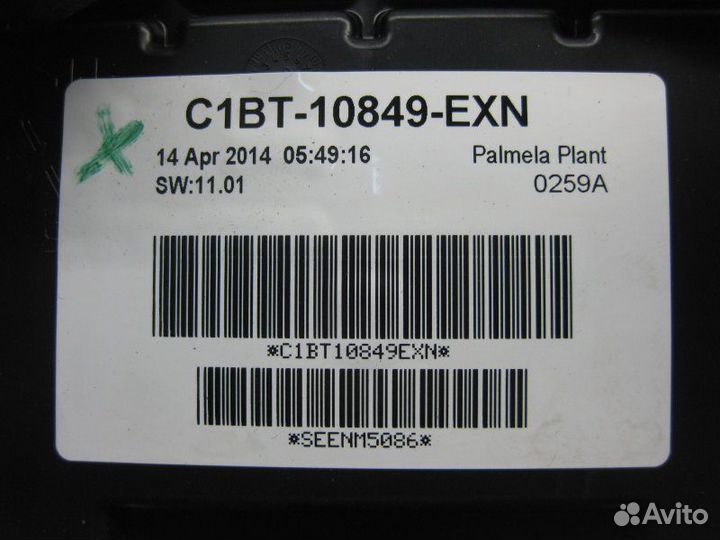 C1BT-10849-EXN
14 Apr 2014 05:49:16 Palmela Plant
SW:11.01 0259A
*C1BT10849EXN*
*SEENM5086*
Avito